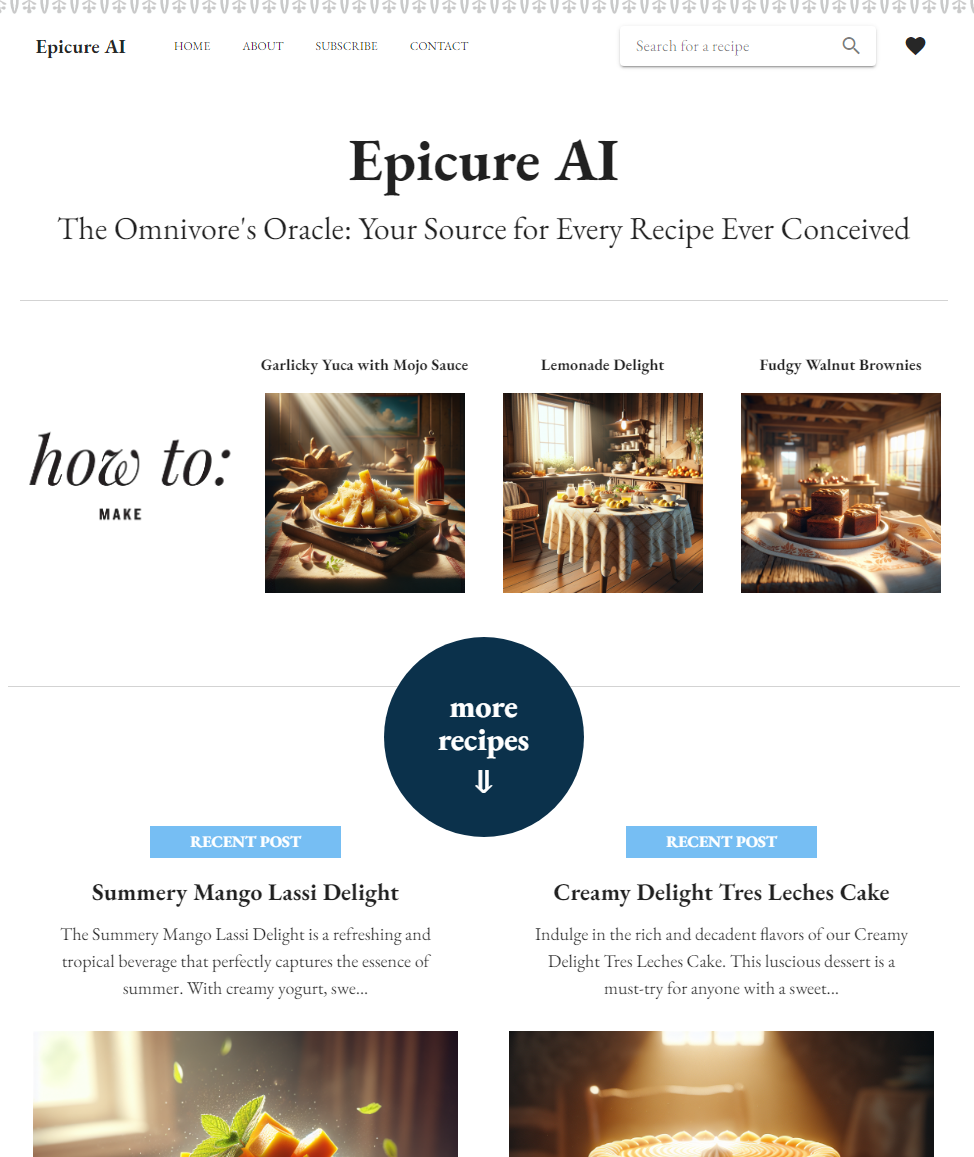 Epicure AI
HOME
ABOUT
SUBSCRIBE
CONTACT
Search for a recipe
Epicure AI
The Omnivore's Oracle: Your Source for Every Recipe Ever Conceived
how to:
MAKE
Garlicky Yuca with Mojo Sauce
Lemonade Delight
Fudgy Walnut Brownies
more
recipes
⇓
RECENT POST
Summery Mango Lassi Delight
The Summery Mango Lassi Delight is a refreshing and
tropical beverage that perfectly captures the essence of
summer. With creamy yogurt, swe...
RECENT POST
Creamy Delight Tres Leches Cake
Indulge in the rich and decadent flavors of our Creamy
Delight Tres Leches Cake. This luscious dessert is a
must-try for anyone with a sweet...